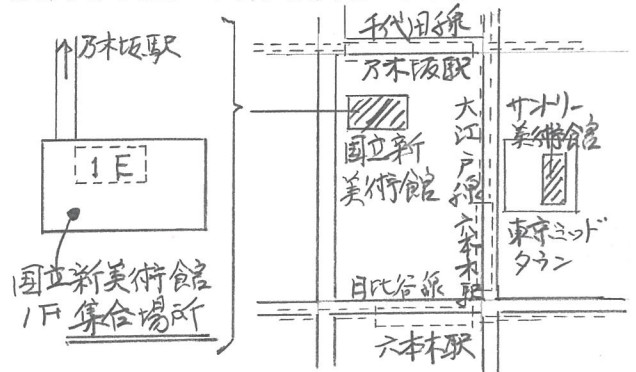 乃木坂駅
1E
国立新美術館
1F 集合場所
千代田線
乃木坂駅
国立新
美術館
大江戸線六本木駅
サントリー
美術館
東京ミッド
タウン
日比谷線
六本木駅